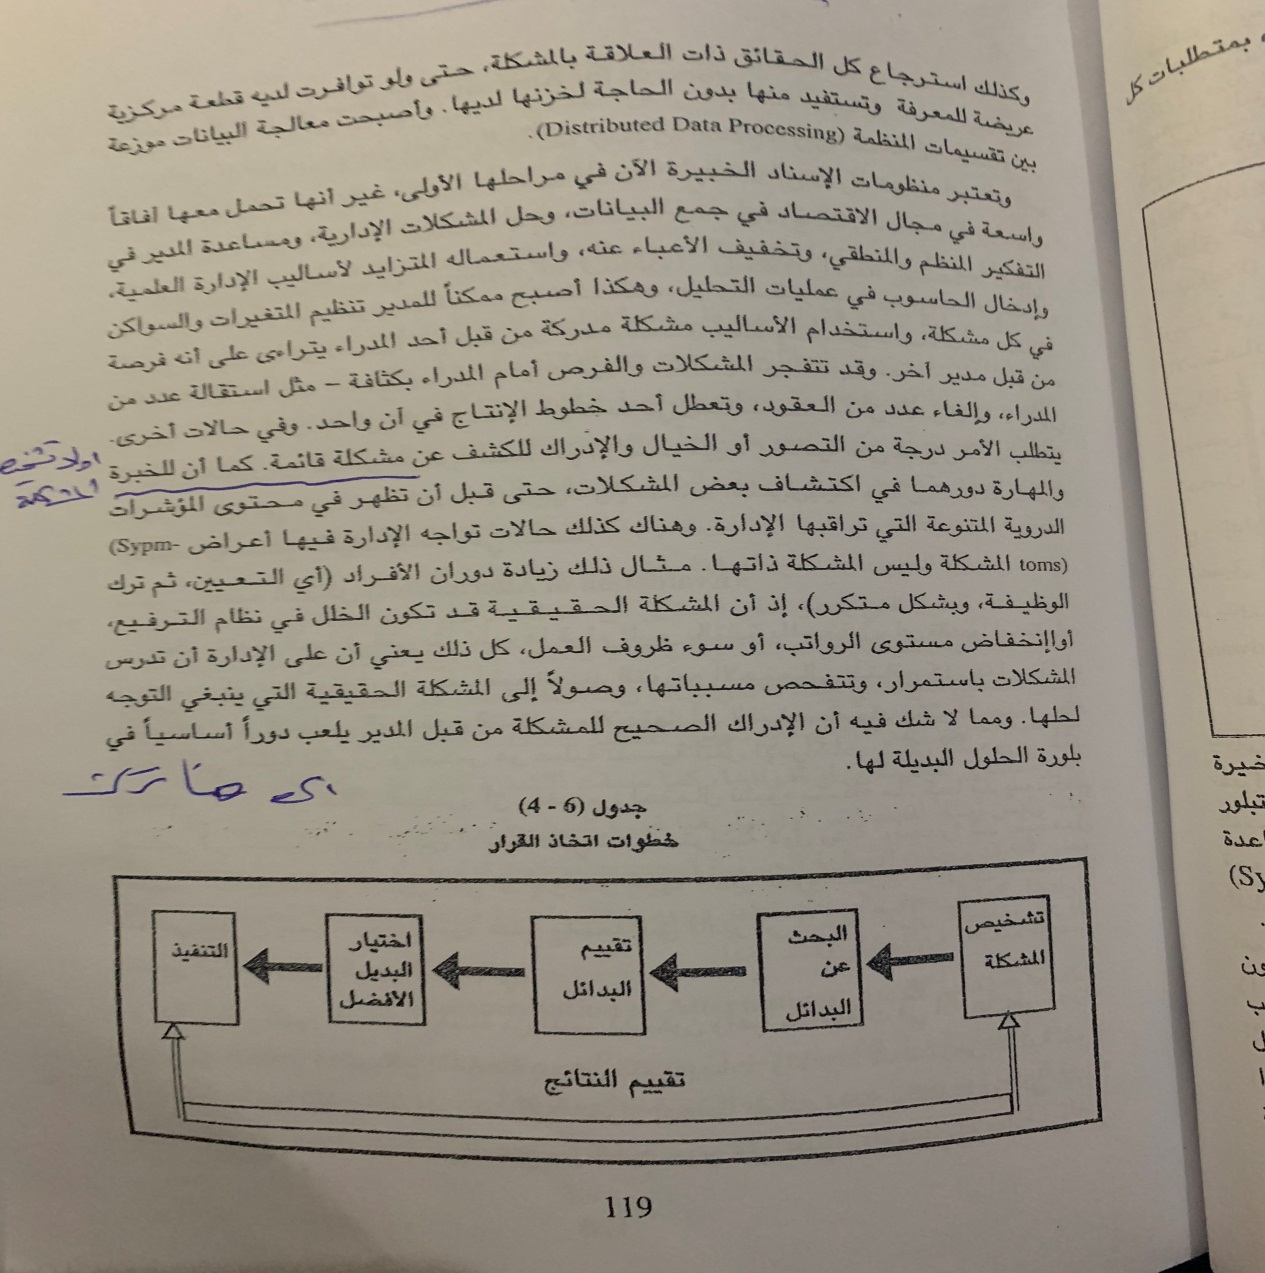 وكذلك استرجاع كل الحقائق ذات العلاقة بالمشكلة، حتى ولو توافرت لديه قطعة مركزية
عريضة للمعرفة وتستفيد منها بدون الحاجة لخزنها لديها. وأصبحت معالجة البيانات موزعة
بين تقسيمات المنظمة (Distributed Data Processing).
وتعتبر منظومات الإسناد الخبيرة الآن في مراحلها الأولى، غير أنها تحمل معها آفاقاً
واسعة في مجال الاقتصاد في جمع البيانات، وحل المشكلات الإدارية، ومساعدة المدير في
التفكير المنظم والمنطقي، وتخفيف الأعباء عنه، واستعماله المتزايد لأساليب الإدارة العلمية،
وإدخال الحاسوب في عمليات التحليل، وهكذا أصبح ممكناً للمدير تنظيم المتغيرات والسواكن
في كل مشكلة، واستخدام الأساليب مشكلة مدركة من قبل أحد المدراء يتراءى على أنه فرصة
من قبل مدير أخر. وقد تتفجر المشكلات والفرص أمام المدراء بكثافة - مثل استقالة عدد من
المدراء، وإلغاء عدد من العقود، وتعطل أحد خطوط الإنتاج في آن واحد. وفي حالات أخرى.
يتطلب الأمر درجة من التصور أو الخيال والإدراك للكشف عن مشكلة قائمة. كما أن للخبرة
اولا تشخيص
المشكلة
والمهارة دورهما في اكتشاف بعض المشكلات، حتى قبل أن تظهر في محتوى المؤشرات
الدروية المتنوعة التي تراقبها الإدارة. وهناك كذلك حالات تواجه الإدارة فيها أعراض (Sypm-
toms) المشكلة وليس المشكلة ذاتها. مثال ذلك زيادة دوران الأفراد (أي التعيين، ثم ترك
الوظيفة، وبشكل متكرر)، إذ أن المشكلة الحقيقية قد تكون الخلل في نظام الترفيع،
أواإنخفاض مستوى الرواتب، أو سوء ظروف العمل، كل ذلك يعني أن على الإدارة أن تدرس
المشكلات باستمرار، وتتفحص مسبباتها، وصولاً إلى المشكلة الحقيقية التي ينبغي التوجه
لحلها. ومما لا شك فيه أن الإدراك الصحيح للمشكلة من قبل المدير يلعب دوراً أساسياً في
بلورة الحلول البديلة لها.
جدول (6 - 4)
خطوات اتخاذ القرار
تشخيص
المشكلة
البحث
عن
البدائل
تقييم
البدائل
اختيار
البديل
الافضل
التنفيذ
تقييم النتائج
119
بمتطلبات كل